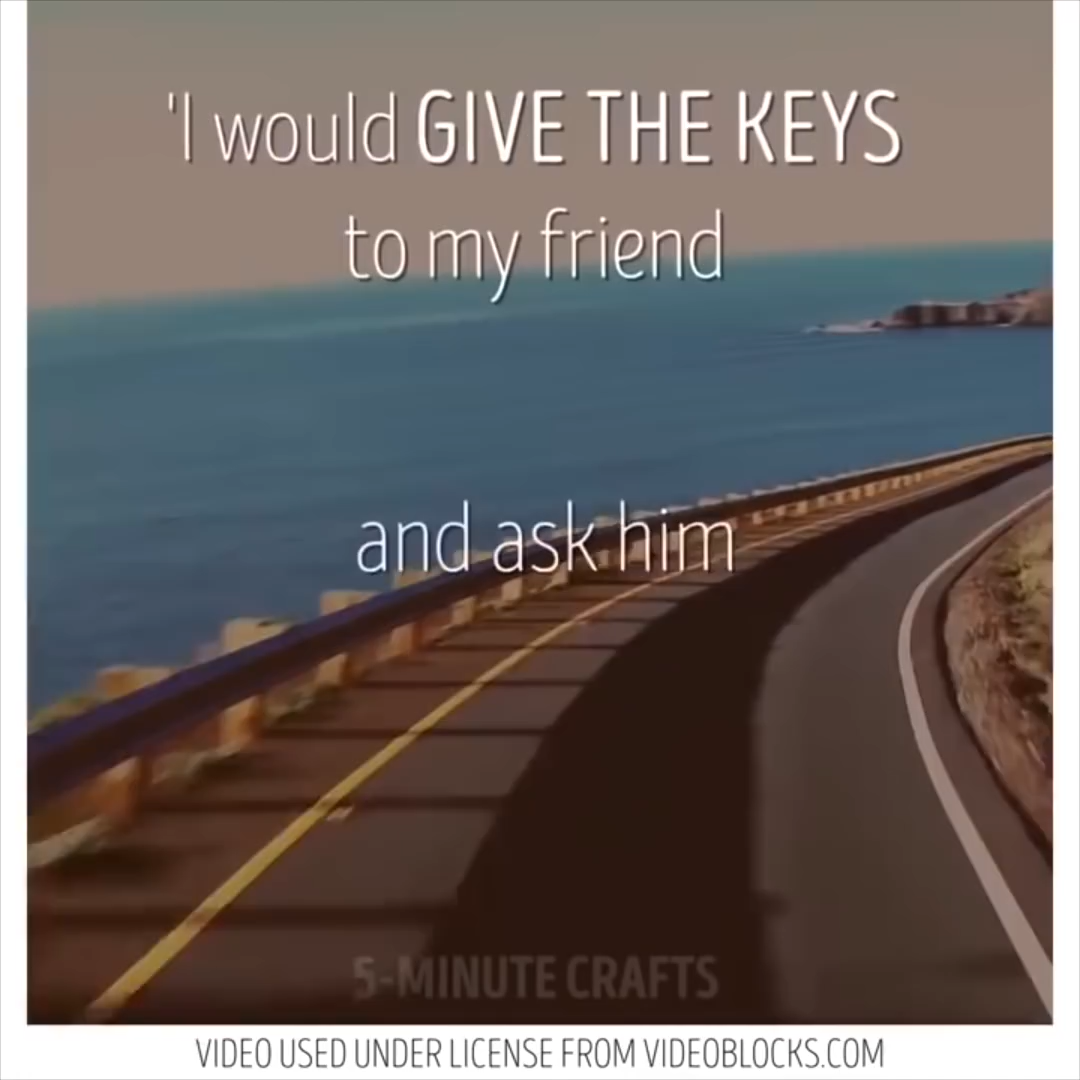 'I would GIVE THE KEYS
to my friend
and ask him
5-MINUTE CRAFTS
VIDEO USED UNDER LICENSE FROM VIDEOBLOCKS.COM